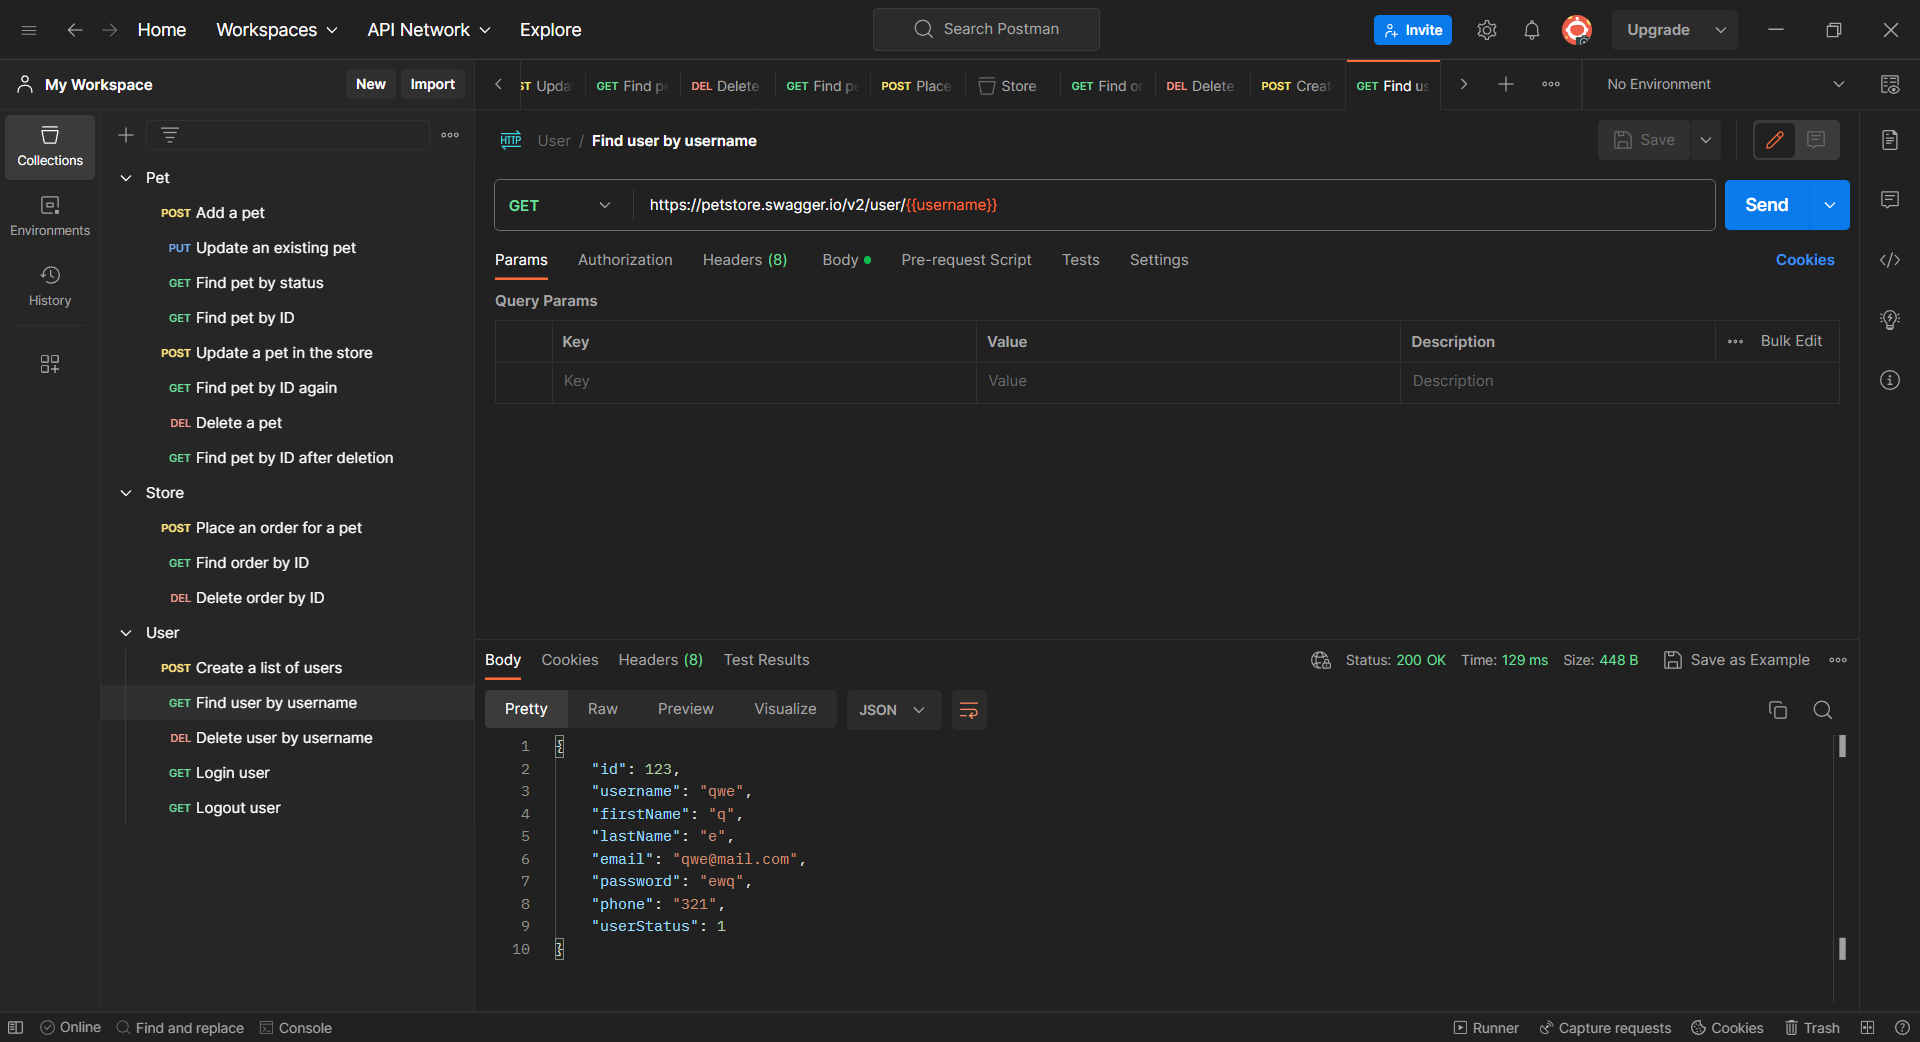 Home Workspaces API Network Explore Search Postman Invite Upgrade
My Workspace New Import
ST Upda GET Find pe DEL Delete GET Find pe POST Place Store GET Find or DEL Delete POST Creat GET Find us No Environment
Collections
Environments
History
Pet
POST Add a pet
PUT Update an existing pet
GET Find pet by status
GET Find pet by ID
POST Update a pet in the store
GET Find pet by ID again
DEL Delete a pet
GET Find pet by ID after deletion
Store
POST Place an order for a pet
GET Find order by ID
DEL Delete order by ID
User
POST Create a list of users
GET Find user by username
DEL Delete user by username
GET Login user
GET Logout user
HTTP User / Find user by username Save
GET https://petstore.swagger.io/v2/user/{{username}} Send
Params Authorization Headers (8) Body Pre-request Script Tests Settings Cookies
Query Params
Key Value Description Bulk Edit
Key Value Description
Body Cookies Headers (8) Test Results Status: 200 OK Time: 129 ms Size: 448 B Save as Example
Pretty Raw Preview Visualize JSON
1 {
2 "id": 123,
3 "username": "qwe",
4 "firstName": "q",
5 "lastName": "e",
6 "email": "qwe@mail.com",
7 "password": "ewq",
8 "phone": "321",
9 "userStatus": 1
10 }
Online Find and replace Console Runner Capture requests Cookies Trash